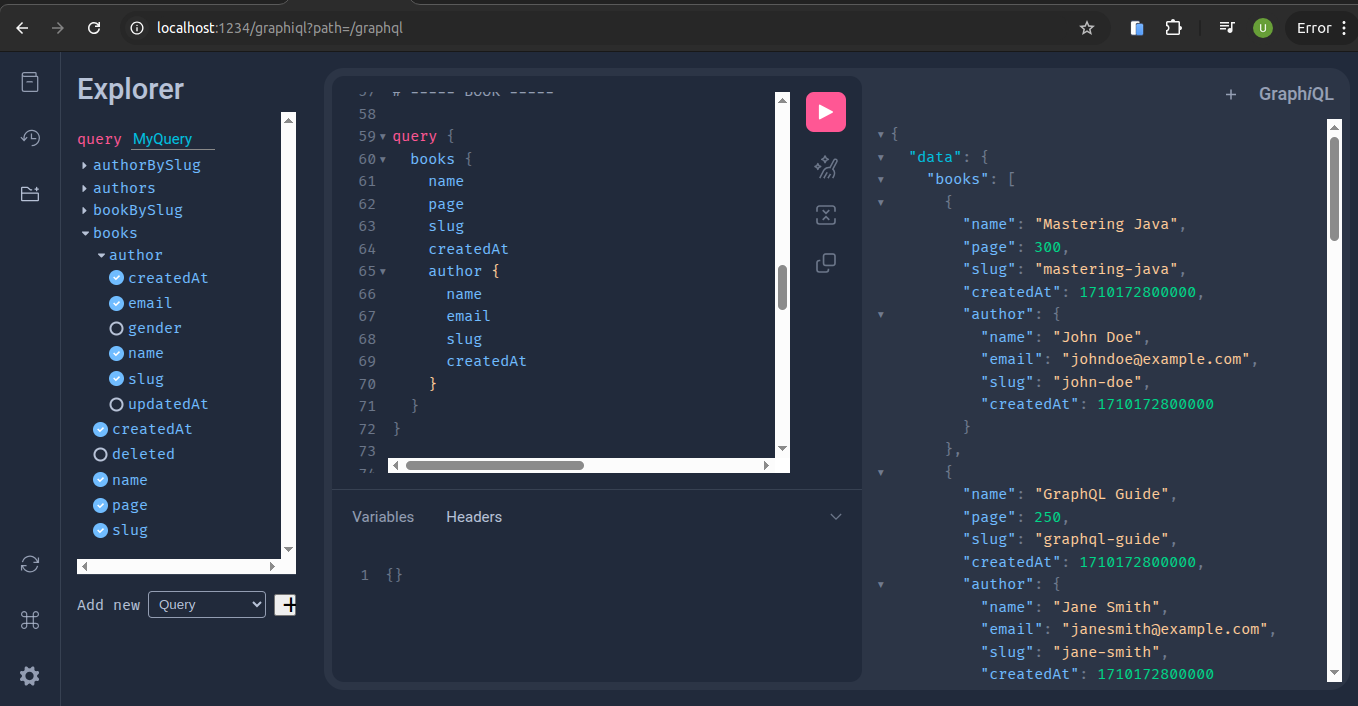 localhost:1234/graphiql?path=/graphql
U
Error
Explorer
query MyQuery
authorBySlug
authors
bookBySlug
books
author
createdAt
email
gender
name
slug
updatedAt
createdAt
deleted
name
page
slug
Add new Query +
57 # ===== BOOK =====
58
59 query {
60 books {
61 name
62 page
63 slug
64 createdAt
65 author {
66 name
67 email
68 slug
69 createdAt
70 }
71 }
72 }
73
74
Variables Headers
1 {}
+ GraphiQL
{
"data": {
"books": [
{
"name": "Mastering Java",
"page": 300,
"slug": "mastering-java",
"createdAt": 1710172800000,
"author": {
"name": "John Doe",
"email": "johndoe@example.com",
"slug": "john-doe",
"createdAt": 1710172800000
}
},
{
"name": "GraphQL Guide",
"page": 250,
"slug": "graphql-guide",
"createdAt": 1710172800000,
"author": {
"name": "Jane Smith",
"email": "janesmith@example.com",
"slug": "jane-smith",
"createdAt": 1710172800000